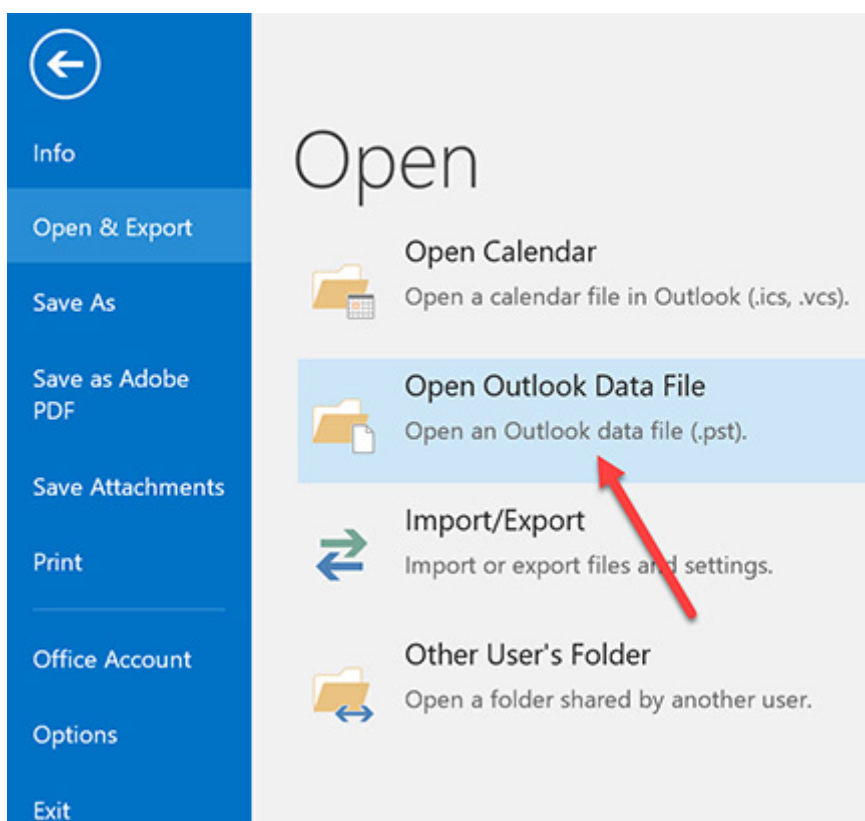 Info
Open & Export
Save As
Save as Adobe
PDF
Save Attachments
Print
Office Account
Options
Exit
Open
Open Calendar
Open a calendar file in Outlook (.ics, .vcs).
Open Outlook Data File
Open an Outlook data file (.pst).
Import/Export
Import or export files and settings.
Other User's Folder
Open a folder shared by another user.